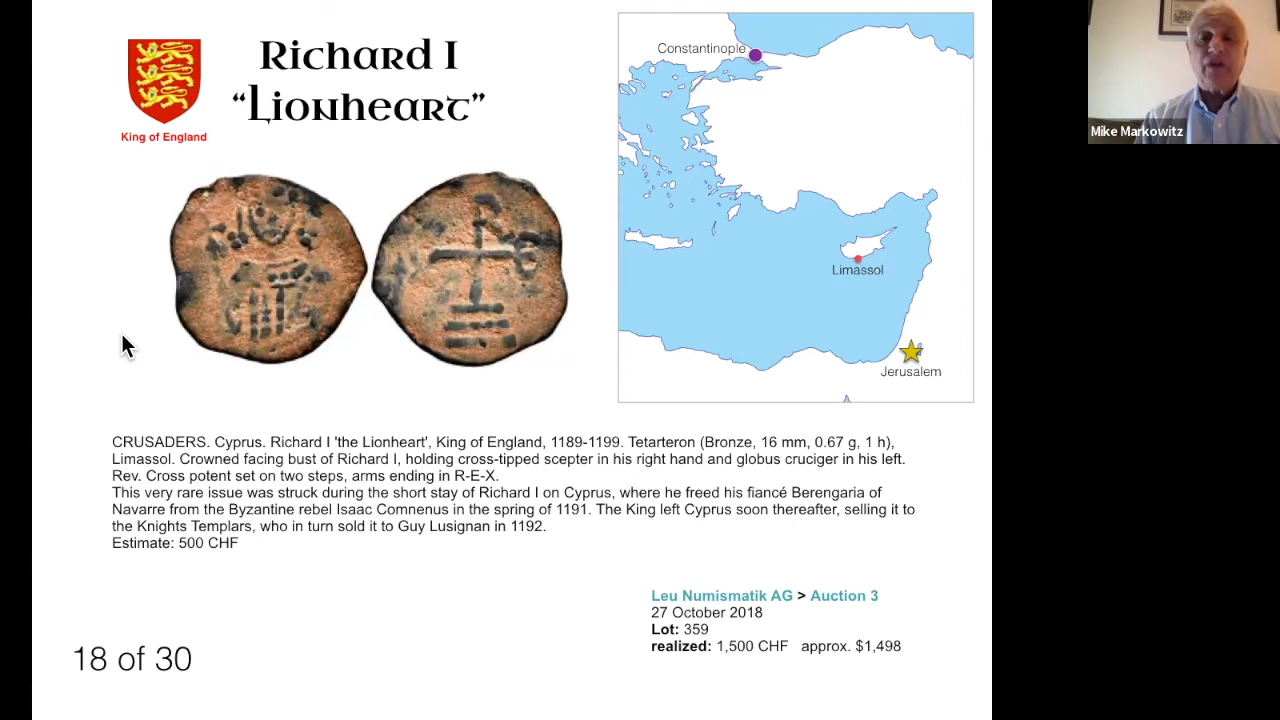 Richard I
“Lionheart”
King of England
Constantinople
Limassol
Jerusalem
Mike Markowitz
CRUSADERS. Cyprus. Richard I 'the Lionheart', King of England, 1189-1199. Tetarteron (Bronze, 16 mm, 0.67 g, 1 h),
Limassol. Crowned facing bust of Richard I, holding cross-tipped scepter in his right hand and globus cruciger in his left.
Rev. Cross potent set on two steps, arms ending in R-E-X.
This very rare issue was struck during the short stay of Richard I on Cyprus, where he freed his fiancé Berengaria of
Navarre from the Byzantine rebel Isaac Comnenus in the spring of 1191. The King left Cyprus soon thereafter, selling it to
the Knights Templars, who in turn sold it to Guy Lusignan in 1192.
Estimate: 500 CHF
Leu Numismatik AG > Auction 3
27 October 2018
Lot: 359
realized: 1,500 CHF approx. $1,498
18 of 30